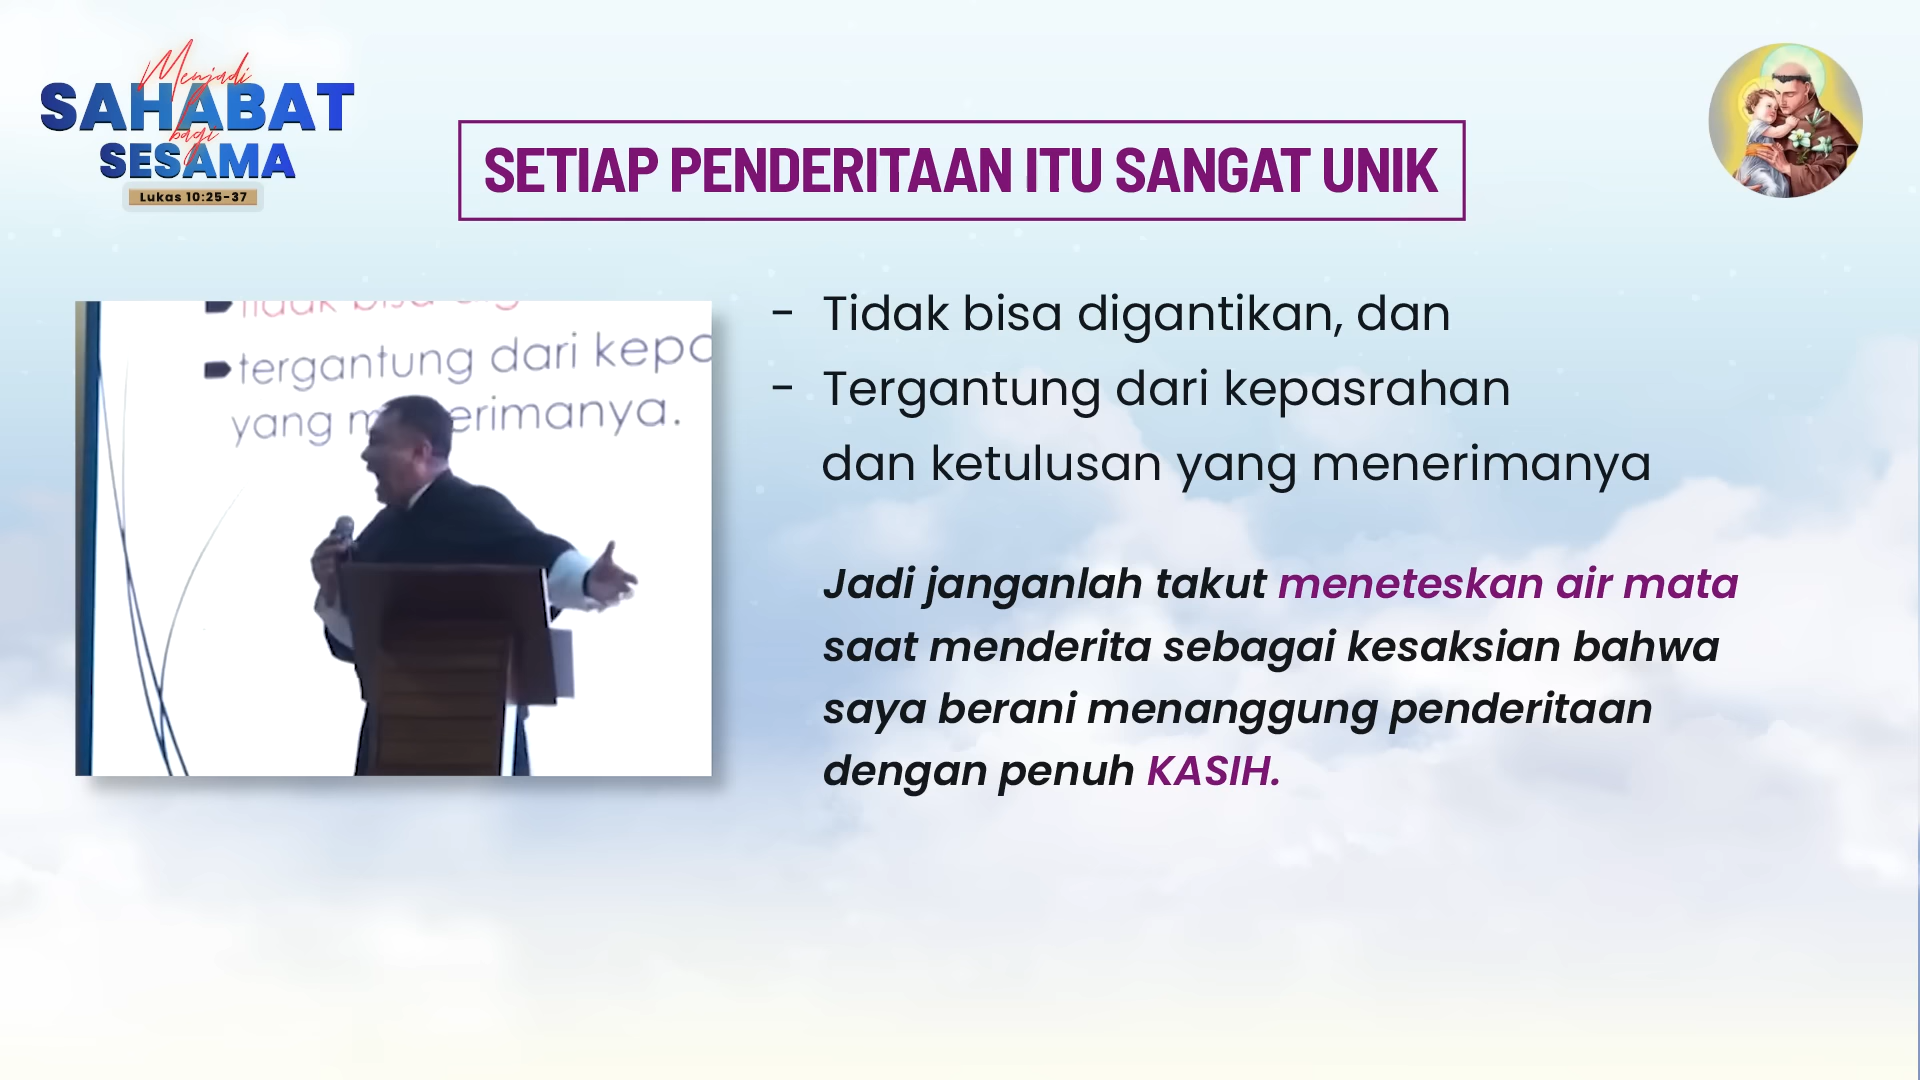 Menjadi
SAHABAT
bagi
SESAMA
Lukas 10:25-37
SETIAP PENDERITAAN ITU SANGAT UNIK
tergantung dari
yang menerimanya.
- Tidak bisa digantikan, dan
- Tergantung dari kepasrahan
dan ketulusan yang menerimanya
Jadi janganlah takut meneteskan air mata
saat menderita sebagai kesaksian bahwa
saya berani menanggung penderitaan
dengan penuh KASIH.